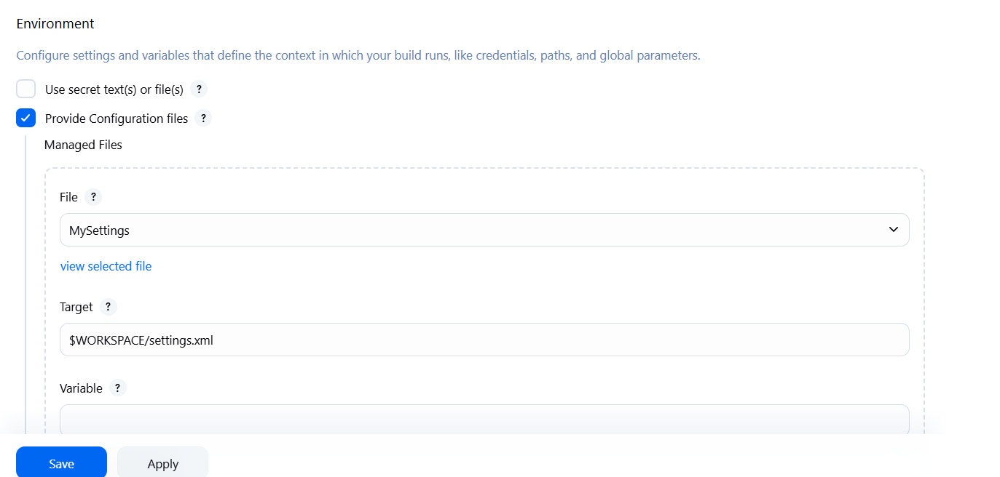 Environment
Configure settings and variables that define the context in which your build runs, like credentials, paths, and global parameters.
Use secret text(s) or file(s) ?
Provide Configuration files ?
Managed Files
File ?
MySettings
view selected file
Target ?
$WORKSPACE/settings.xml
Variable ?
Save Apply